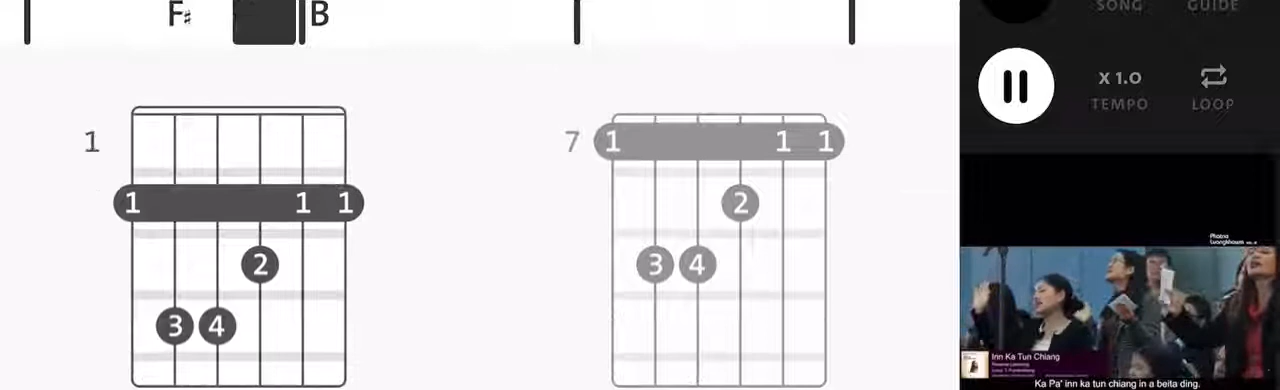 F♯ B
SONG GUIDE
1
1 1 1
2
3 4
7
1 1 1
2
3 4
X 1.0
TEMPO LOOP
Phatna
Inn Ka Tun Chiang
Ka Pa' inn ka tun chiang in a beita ding.